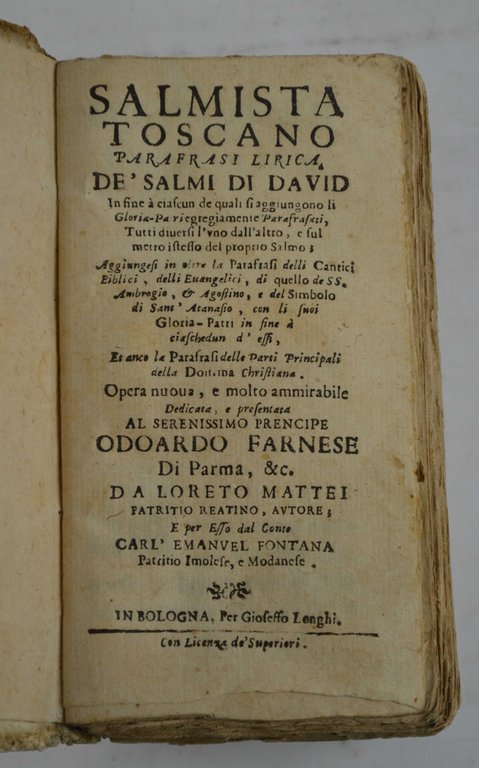 SALMISTA
TOSCANO
PARAFRASI LIRICA
DE' SALMI DI DAVID
In fine à ciascun de quali si aggiungono li
Gloria-Patri egregiamente Parafrasati,
Tutti diuersi l'vno dall'altro, e sul
metro istesso del proprio Salmo;
Aggiungesi in oltre la Parafrasi delli Cantici
Biblici, delli Euangelici, di quello de SS.
Ambrogio, & Agostino, e del Simbolo
di Sant' Atanasio, con li suoi
Gloria-Patri in fine à
ciaschedun d' essi,
Et anco la Parafrasi delle Parti Principali
della Dottrina Christiana.
Opera nuoua, e molto ammirabile
Dedicata, e presentata
AL SERENISSIMO PRENCIPE
ODOARDO FARNESE
Di Parma, &c.
DA LORETO MATTEI
PATRITIO REATINO, AVTORE;
E per Esso dal Conte
CARL' EMANVEL FONTANA
Patritio Imolese, e Modanese.
IN BOLOGNA, Per Gioseffo Longhi.
Con Licenza de' Superiori.